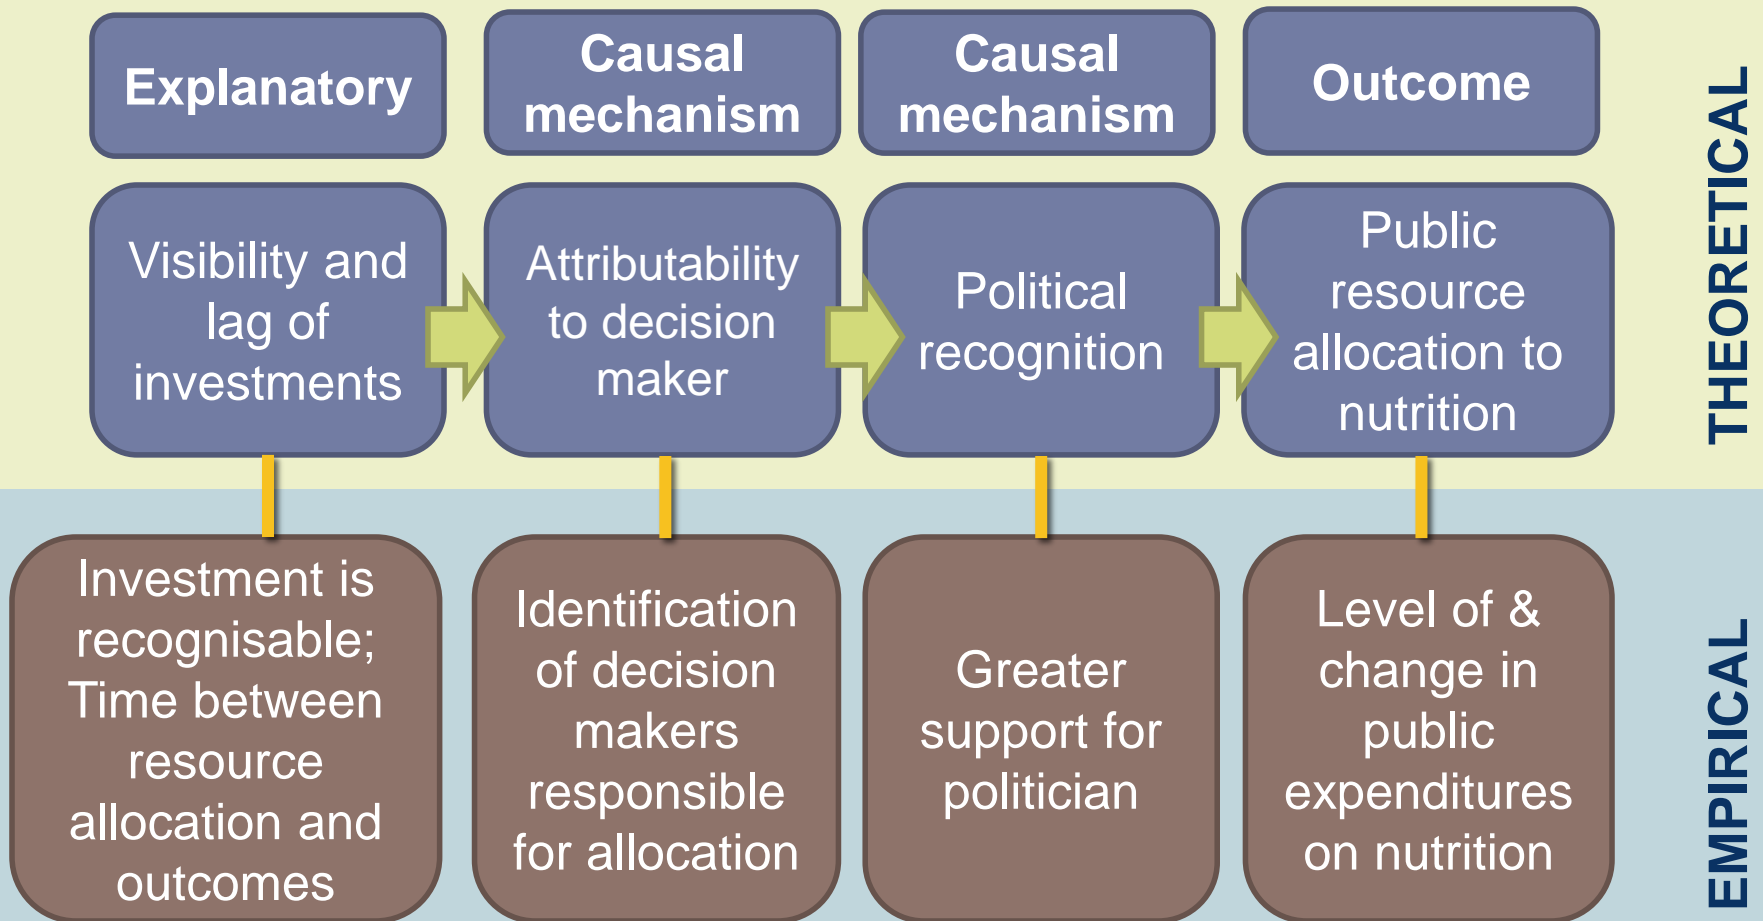 Explanatory
Causal
mechanism
Causal
mechanism
Outcome
THEORETICAL
Visibility and
lag of
investments
Attributability
to decision
maker
Political
recognition
Public
resource
allocation to
nutrition
EMPIRICAL
Investment is
recognisable;
Time between
resource
allocation and
outcomes
Identification
of decision
makers
responsible
for allocation
Greater
support for
politician
Level of &
change in
public
expenditures
on nutrition